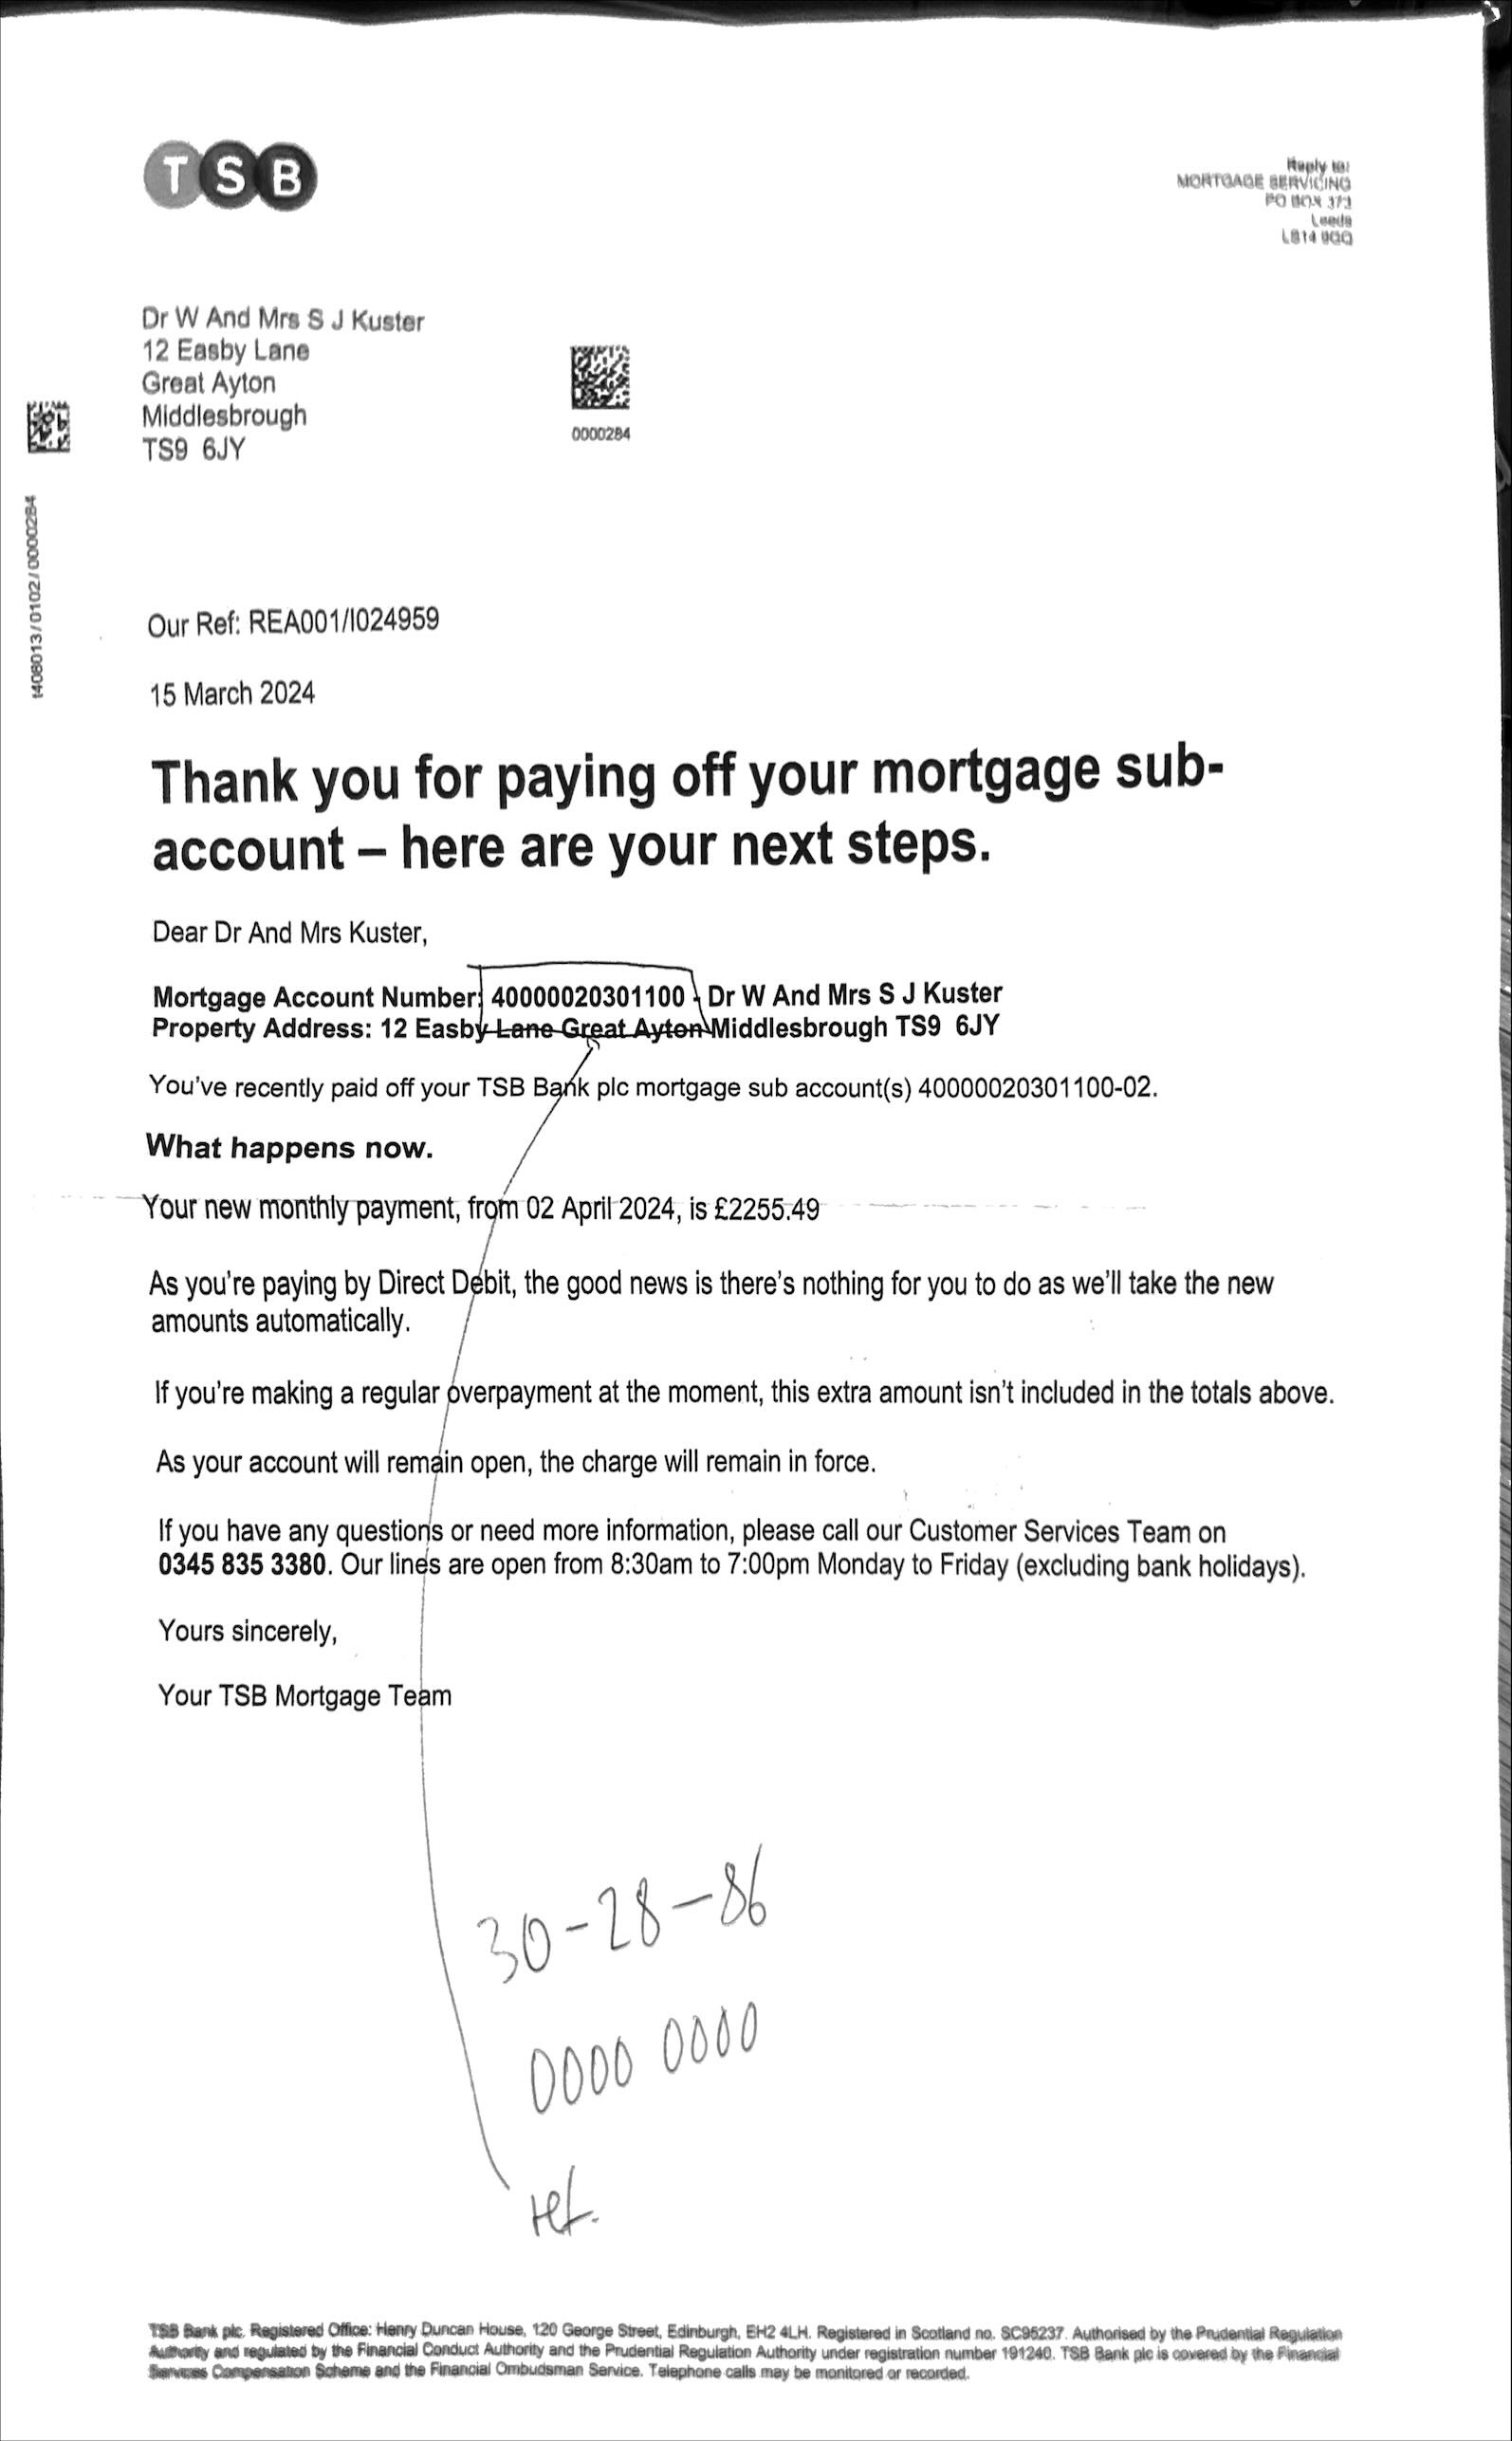 TSB
Reply to:
MORTGAGE SERVICING
PO BOX 373
Leeds
LS14 9GQ
Dr W And Mrs S J Kuster
12 Easby Lane
Great Ayton
Middlesbrough
TS9 6JY
0000284
t408013/0102/0000284
Our Ref: REA001/I024959
15 March 2024
Thank you for paying off your mortgage sub-
account – here are your next steps.
Dear Dr And Mrs Kuster,
Mortgage Account Number: 40000020301100 - Dr W And Mrs S J Kuster
Property Address: 12 Easby Lane Great Ayton Middlesbrough TS9 6JY
You've recently paid off your TSB Bank plc mortgage sub account(s) 40000020301100-02.
What happens now.
Your new monthly payment, from 02 April 2024, is £2255.49
As you're paying by Direct Debit, the good news is there's nothing for you to do as we'll take the new
amounts automatically.
If you're making a regular overpayment at the moment, this extra amount isn't included in the totals above.
As your account will remain open, the charge will remain in force.
If you have any questions or need more information, please call our Customer Services Team on
0345 835 3380. Our lines are open from 8:30am to 7:00pm Monday to Friday (excluding bank holidays).
Yours sincerely,
Your TSB Mortgage Team
30-28-86
0000 0000
ref.
TSB Bank plc. Registered Office: Henry Duncan House, 120 George Street, Edinburgh, EH2 4LH. Registered in Scotland no. SC95237. Authorised by the Prudential Regulation
Authority and regulated by the Financial Conduct Authority and the Prudential Regulation Authority under registration number 191240. TSB Bank plc is covered by the Financial
Services Compensation Scheme and the Financial Ombudsman Service. Telephone calls may be monitored or recorded.